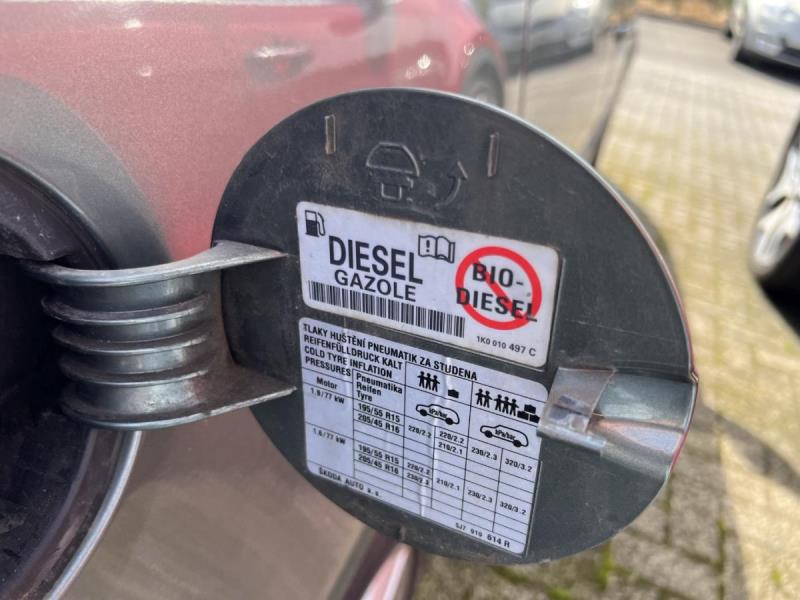 DIESEL
GAZOLE
BIO-
DIESEL
1K0 010 497 C
TLAKY HUŠTĚNÍ PNEUMATIK ZA STUDENA
REIFENFÜLLDRUCK KALT
COLD TYRE INFLATION
PRESSURES
Motor
Pneumatika
Reifen
Tyre
kPa/bar
kPa/bar
1,9/77 kW
195/55 R15
220/2.2
220/2.2
230/2.3
320/3.2
205/45 R16
210/2.1
1,6/77 kW
195/55 R15
220/2.2
210/2.1
230/2.3
320/3.2
205/45 R16
230/2.3
ŠKODA AUTO a. s.
5J7 010 614 R